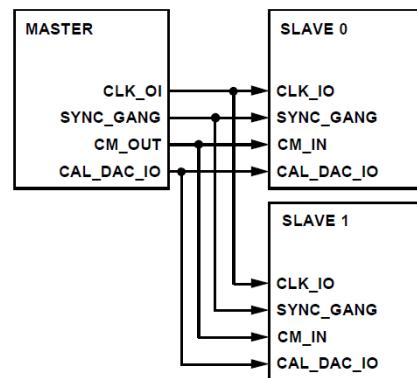 MASTER
CLK_OI
SYNC_GANG
CM_OUT
CAL_DAC_IO
SLAVE 0
CLK_IO
SYNC_GANG
CM_IN
CAL_DAC_IO
SLAVE 1
CLK_IO
SYNC_GANG
CM_IN
CAL_DAC_IO